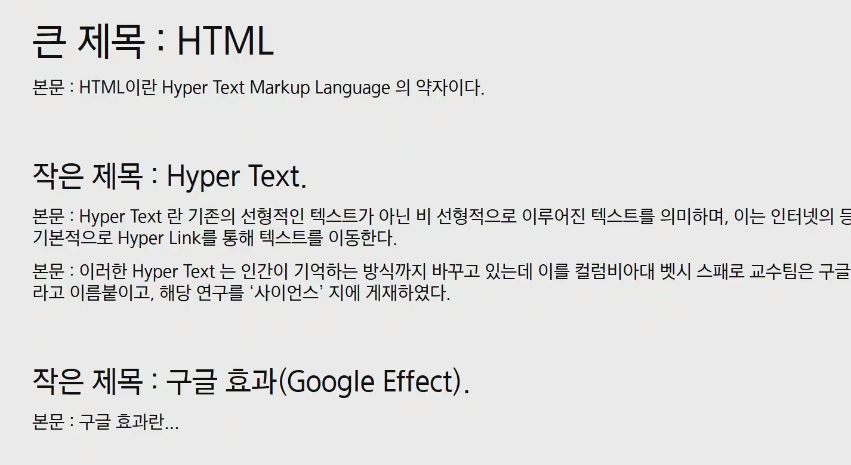 큰 제목 : HTML
본문 : HTML이란 Hyper Text Markup Language 의 약자이다.
작은 제목 : Hyper Text.
본문 : Hyper Text 란 기존의 선형적인 텍스트가 아닌 비 선형적으로 이루어진 텍스트를 의미하며, 이는 인터넷의 등
기본적으로 Hyper Link를 통해 텍스트를 이동한다.
본문 : 이러한 Hyper Text 는 인간이 기억하는 방식까지 바꾸고 있는데 이를 컬럼비아대 벳시 스패로 교수팀은 구글
라고 이름붙이고, 해당 연구를 ‘사이언스’ 지에 게재하였다.
작은 제목 : 구글 효과(Google Effect).
본문 : 구글 효과란...